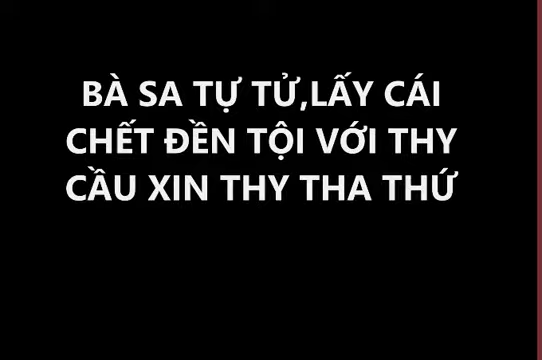 BÀ SA TỰ TỬ,LẤY CÁI
CHẾT ĐỀN TỘI VỚI THY
CẦU XIN THY THA THỨ